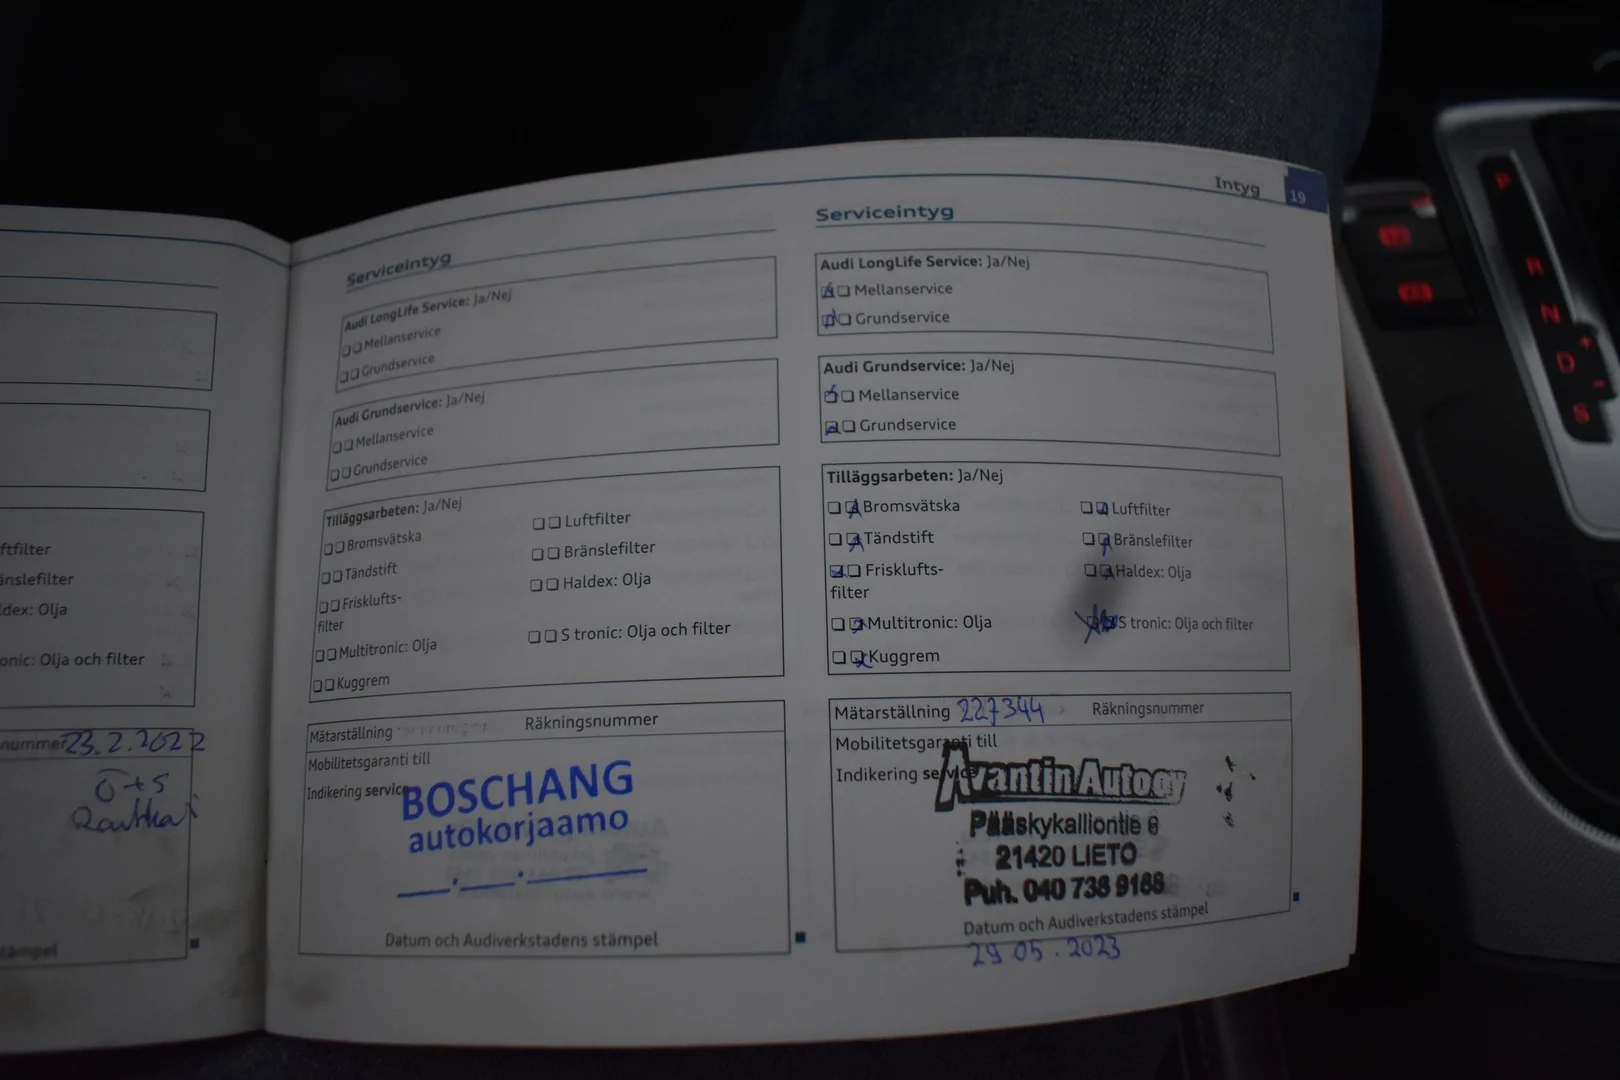 ftfilter
änslefilter
ldex: Olja
onic: Olja och filter
nummer 23.2.2022
Ö+S
stämpel
Serviceintyg
Audi LongLife Service: Ja/Nej
Mellanservice
Grundservice
Audi Grundservice: Ja/Nej
Mellanservice
Grundservice
Tilläggsarbeten: Ja/Nej
Bromsvätska
Luftfilter
Tändstift
Bränslefilter
Frisklufts-
filter
Haldex: Olja
Multitronic: Olja
S tronic: Olja och filter
Kuggrem
Mätarställning
Räkningsnummer
Mobilitetsgaranti till
Indikering service
BOSCHANG
autokorjaamo
Datum och Audiverkstadens stämpel
Intyg 19
Serviceintyg
Audi LongLife Service: Ja/Nej
Mellanservice
Grundservice
Audi Grundservice: Ja/Nej
Mellanservice
Grundservice
Tilläggsarbeten: Ja/Nej
Bromsvätska
Luftfilter
Tändstift
Bränslefilter
Frisklufts-
filter
Haldex: Olja
Multitronic: Olja
S tronic: Olja och filter
Kuggrem
Mätarställning 227344
Räkningsnummer
Mobilitetsgaranti till
Indikering service
Avantin Autooy
Pääskykalliontie 6
21420 LIETO
Puh. 040 738 9168
Datum och Audiverkstadens stämpel
29 05 . 2023
P
R
N
D
+
-
S